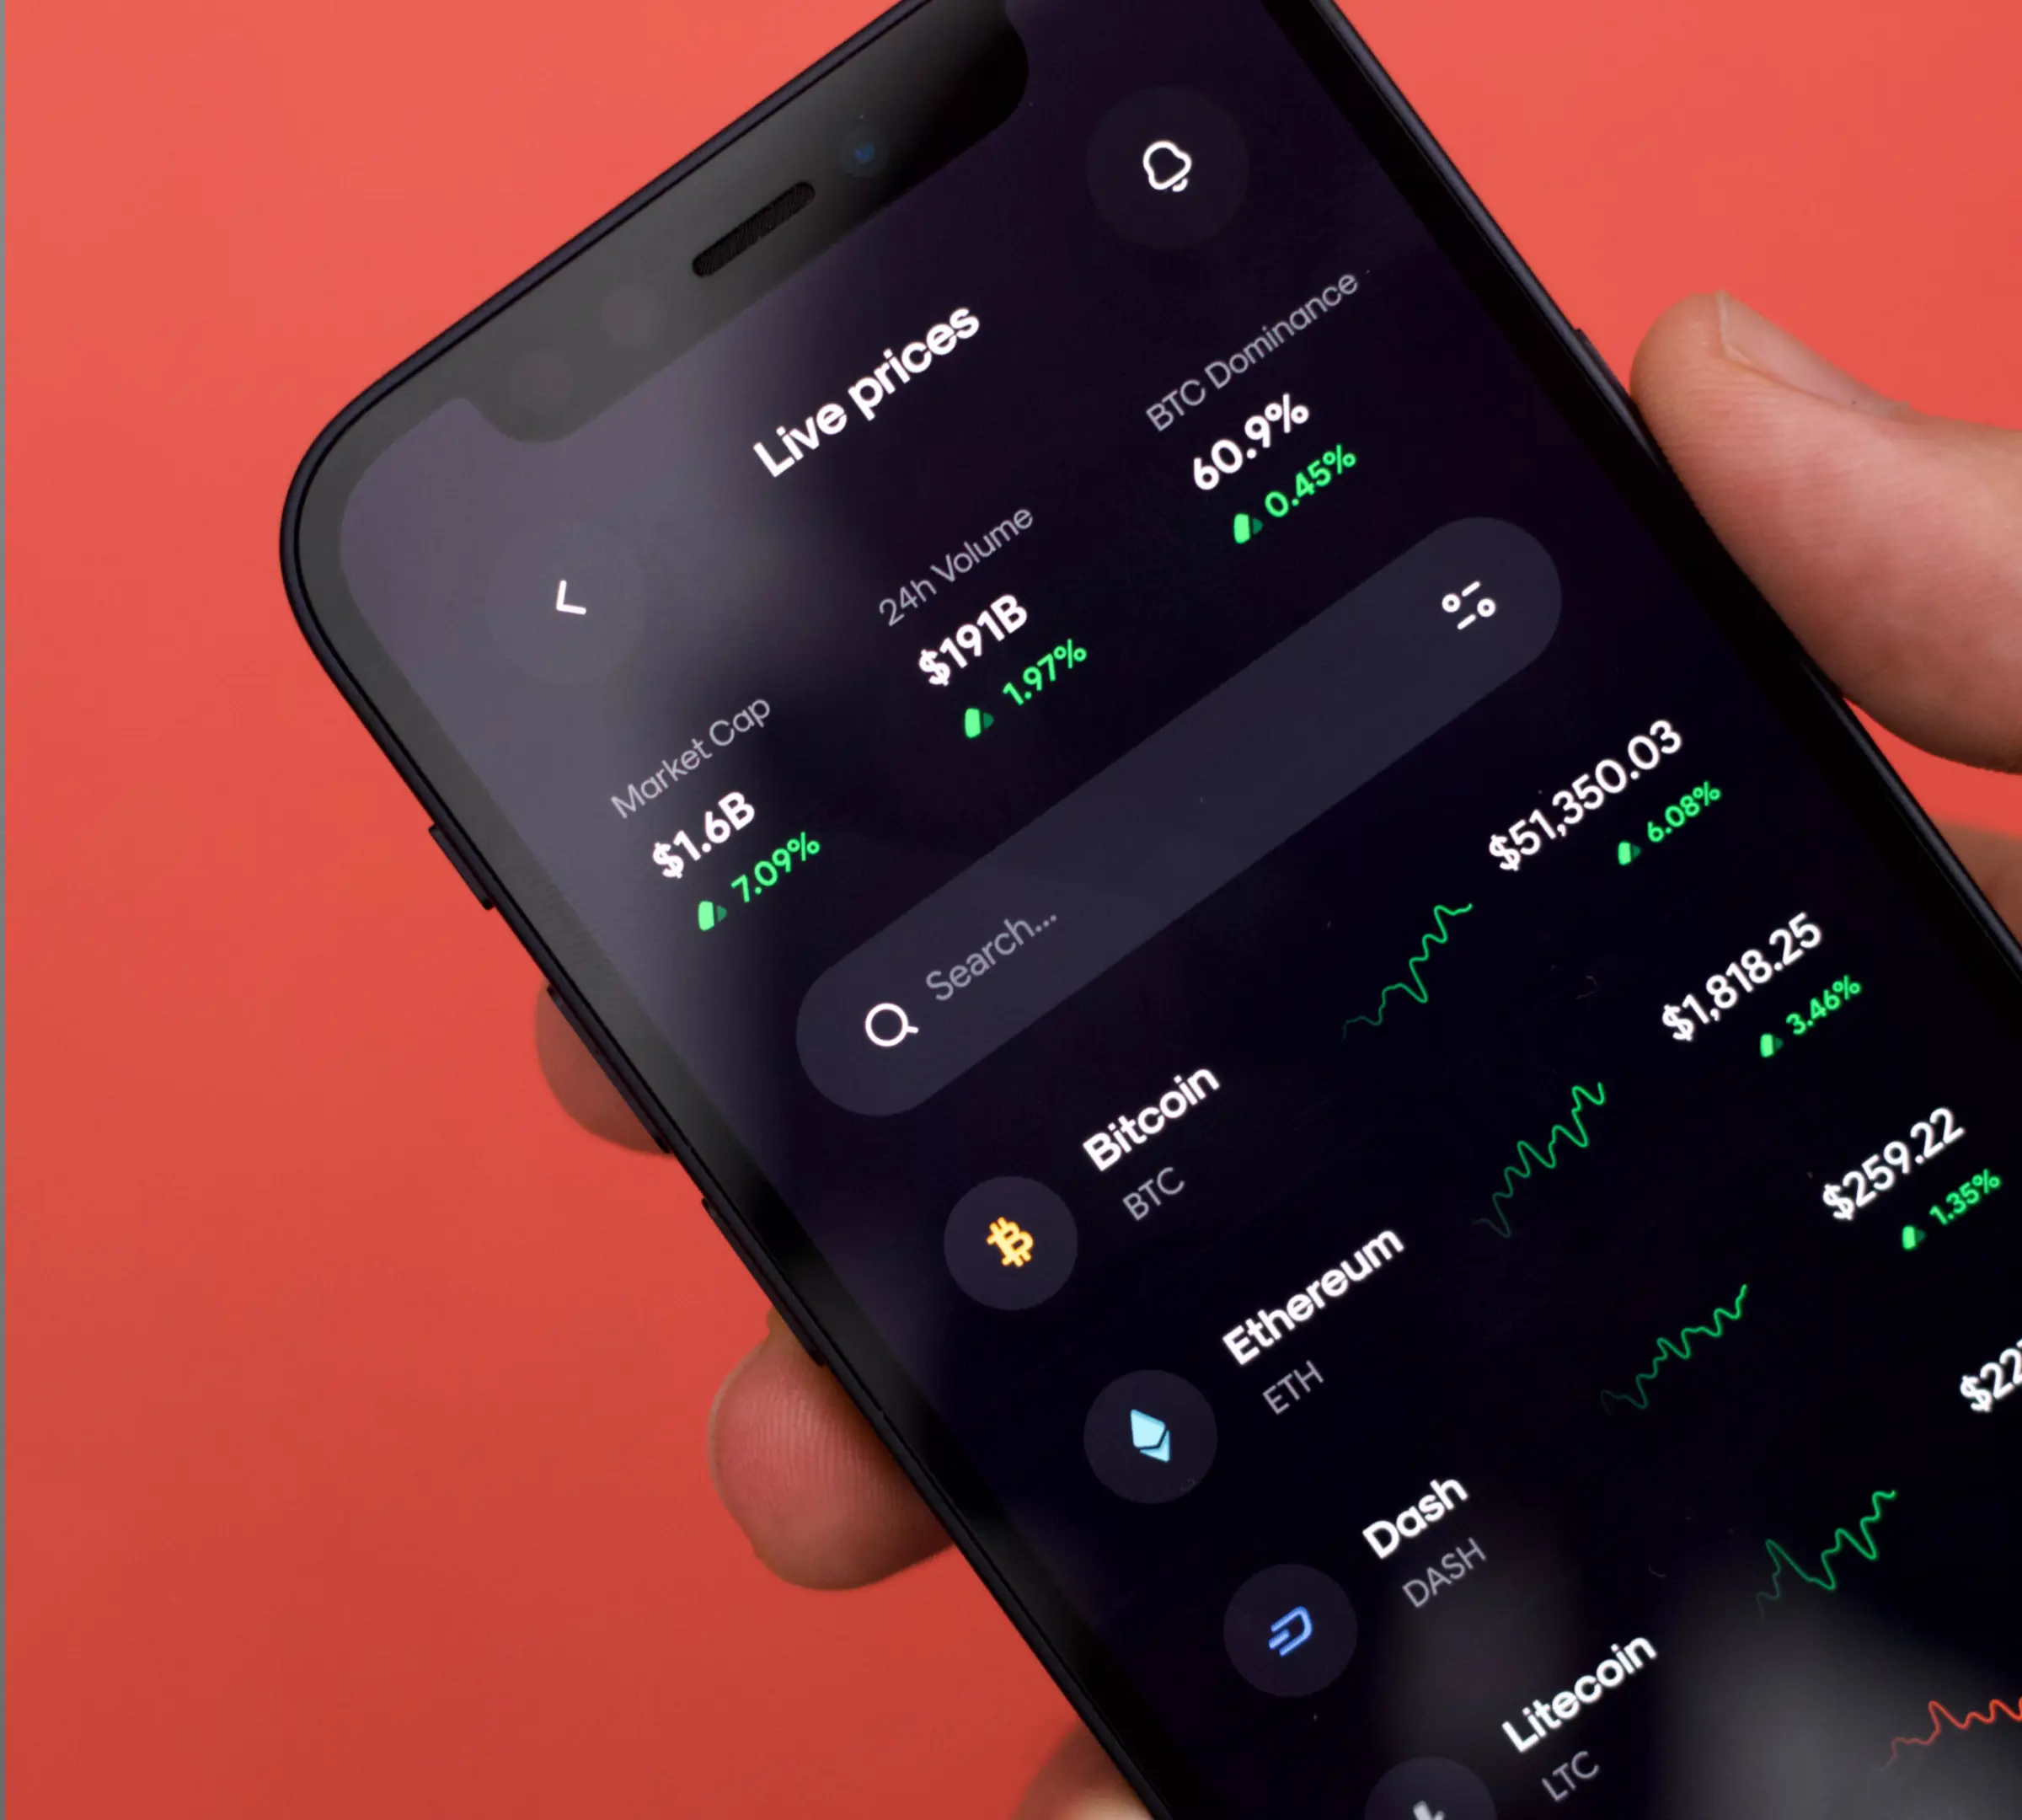 Live prices
Market Cap
$1.6B
7.09%
24h Volume
$191B
1.97%
BTC Dominance
60.9%
0.45%
Search...
Bitcoin
BTC
$51,350.03
6.08%
Ethereum
ETH
$1,818.25
3.46%
Dash
DASH
$259.22
1.35%
Litecoin
LTC